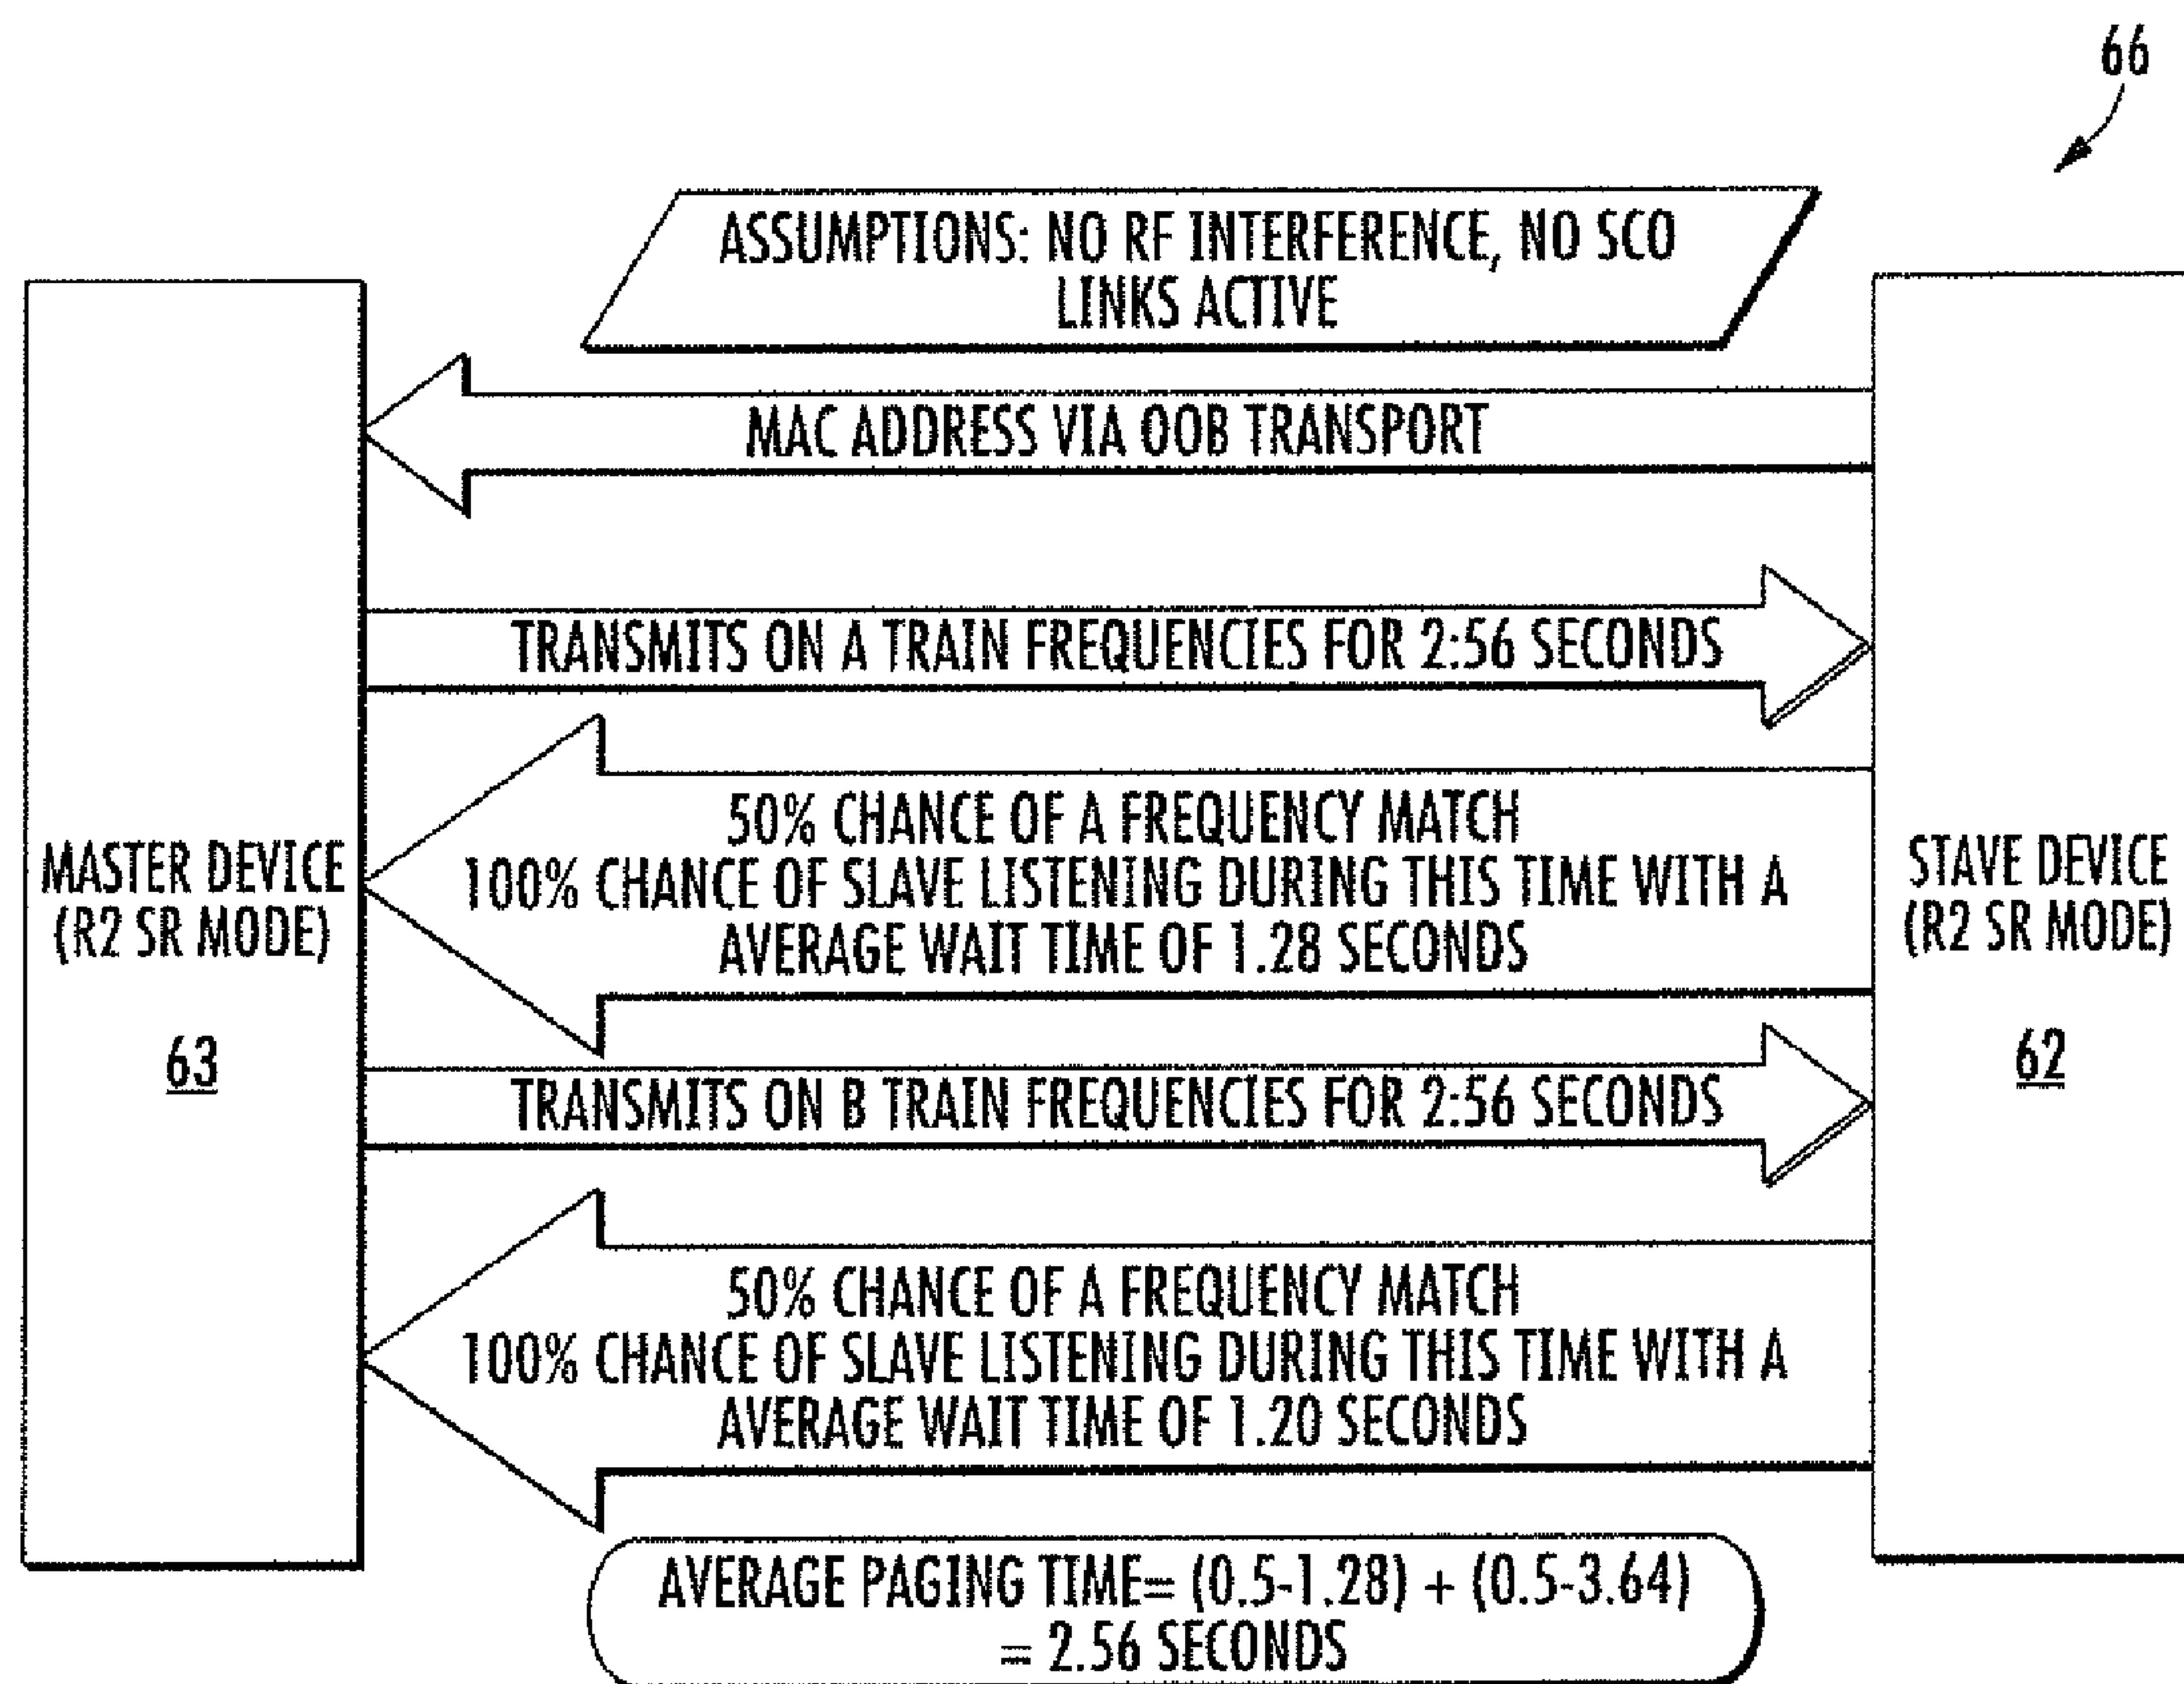 66
ASSUMPTIONS: NO RF INTERFERENCE, NO SCO
LINKS ACTIVE
MAC ADDRESS VIA OOB TRANSPORT
TRANSMITS ON A TRAIN FREQUENCIES FOR 2:56 SECONDS
50% CHANCE OF A FREQUENCY MATCH
100% CHANCE OF SLAVE LISTENING DURING THIS TIME WITH A
AVERAGE WAIT TIME OF 1.28 SECONDS
MASTER DEVICE
(R2 SR MODE)
63
STAVE DEVICE
(R2 SR MODE)
62
TRANSMITS ON B TRAIN FREQUENCIES FOR 2:56 SECONDS
50% CHANCE OF A FREQUENCY MATCH
100% CHANCE OF SLAVE LISTENING DURING THIS TIME WITH A
AVERAGE WAIT TIME OF 1.20 SECONDS
AVERAGE PAGING TIME= (0.5-1.28) + (0.5-3.64)
= 2.56 SECONDS